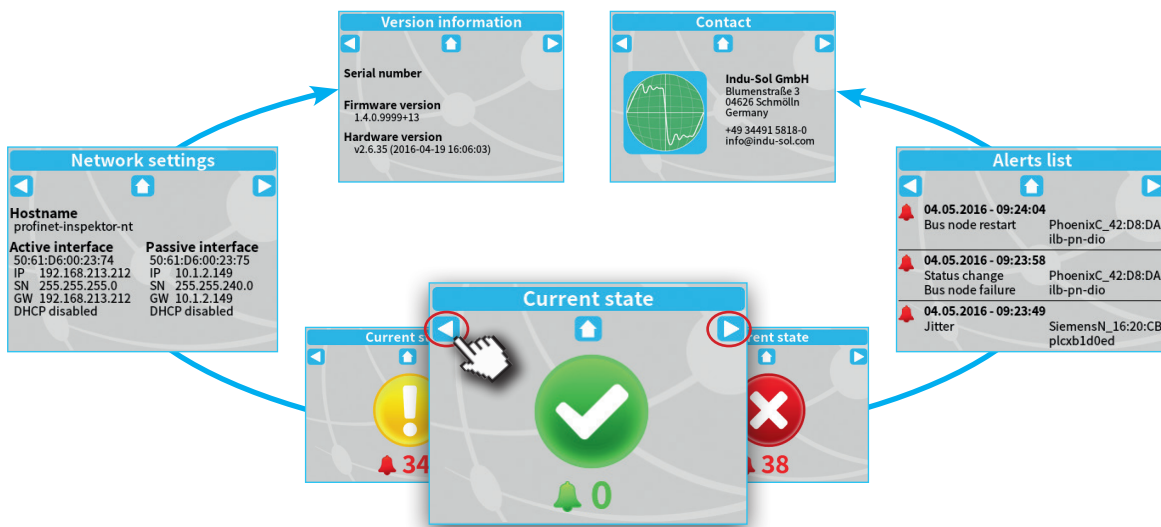 Version information
Serial number
Firmware version
1.4.0.9999+13
Hardware version
v2.6.35 (2016-04-19 16:06:03)
Contact
Indu-Sol GmbH
Blumenstraße 3
04626 Schmölln
Germany
+49 34491 5818-0
info@indu-sol.com
Network settings
Hostname
profinet-inspektor-nt
Active interface Passive interface
50:61:D6:00:23:74 50:61:D6:00:23:75
IP 192.168.213.212 IP 10.1.2.149
SN 255.255.255.0 SN 255.255.240.0
GW 192.168.213.212 GW 10.1.2.149
DHCP disabled DHCP disabled
Alerts list
04.05.2016 - 09:24:04
Bus node restart PhoenixC_42:D8:DA
ilb-pn-dio
04.05.2016 - 09:23:58
Status change PhoenixC_42:D8:DA
Bus node failure ilb-pn-dio
04.05.2016 - 09:23:49
Jitter SiemensN_16:20:CB
plcxb1d0ed
Current s
34
Current state
0
rent state
38